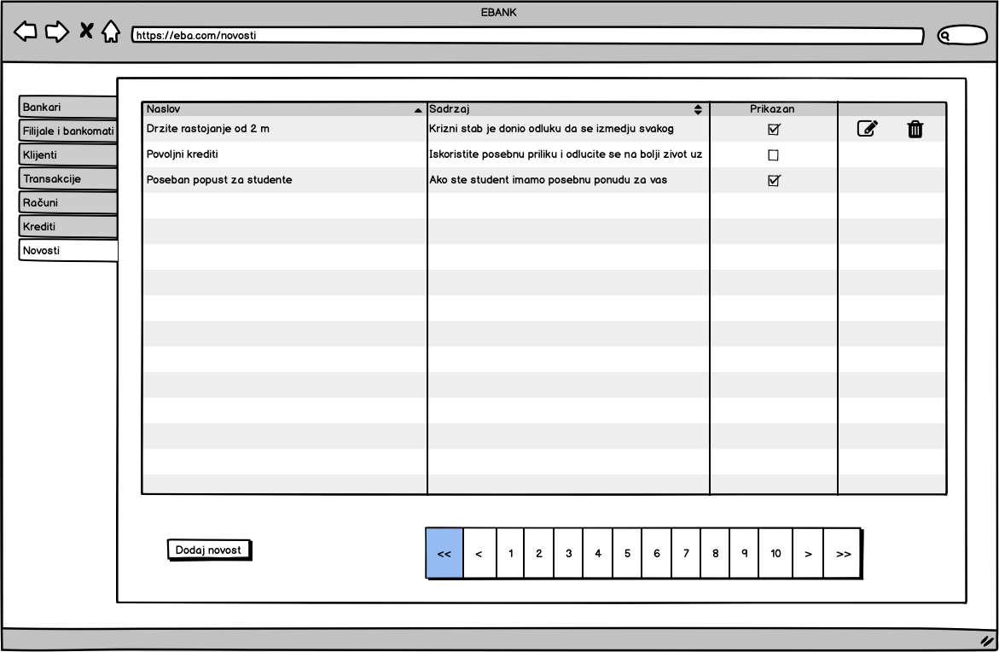 EBANK
https://eba.com/novosti
Bankari
Filijale i bankomati
Klijenti
Transakcije
Računi
Krediti
Novosti
Naslov Sadrzaj Prikazan
Drzite rastojanje od 2 m Krizni stab je donio odluku da se izmedju svakog
Povoljni krediti Iskoristite posebnu priliku i odlucite se na bolji zivot uz
Poseban popust za studente Ako ste student imamo posebnu ponudu za vas
Dodaj novost
<< < 1 2 3 4 5 6 7 8 9 10 > >>